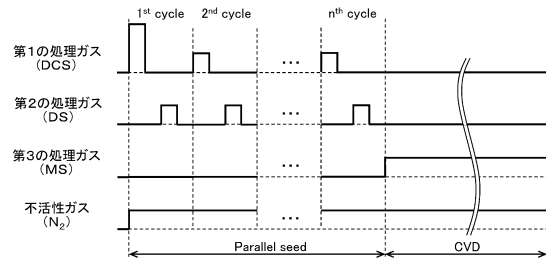 1st cycle 2nd cycle nth cycle
第1の処理ガス
(DCS)
...
第2の処理ガス
(DS)
...
第3の処理ガス
(MS)
...
不活性ガス
(N2)
...
Parallel seed CVD